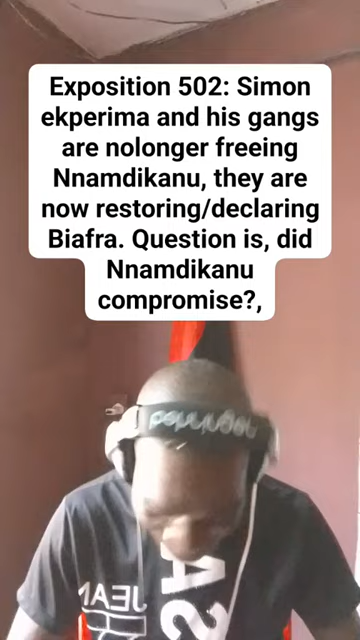 Exposition 502: Simon
ekperima and his gangs
are nolonger freeing
Nnamdikanu, they are
now restoring/declaring
Biafra. Question is, did
Nnamdikanu
compromise?,
JEAN